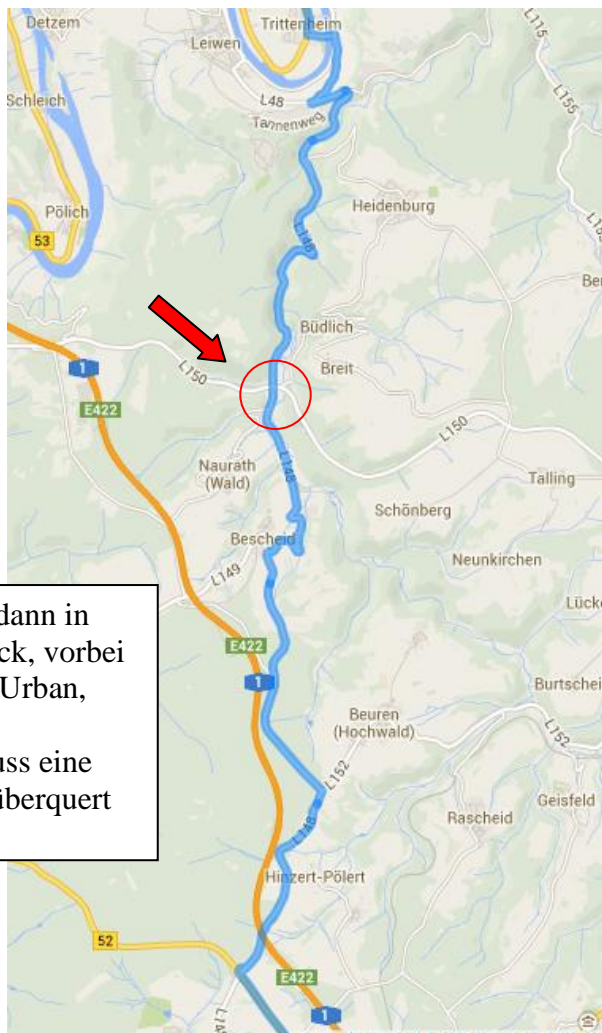 Detzem
Trittenheim
Leiwen
L115
L48
L155
Schleich
Tannenweg
Heidenburg
Pölich
L148
53
Büdlich
Breit
1
L150
E422
L150
Naurath
(Wald)
L148
Talling
Schönberg
Bescheid
Neunkirchen
L149
dann in
ck, vorbei
Urban,
uss eine
überquert
E422
1
Beuren
(Hochwald)
Burtschei
L152
L152
L148
Geisfeld
Rascheid
Hinzert-Pölert
52
E422
1